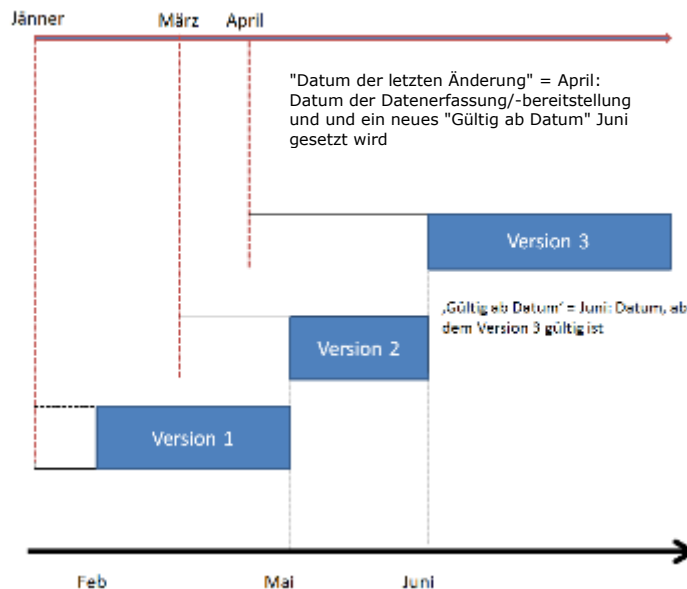 Jänner März April
"Datum der letzten Änderung" = April:
Datum der Datenerfassung/-bereitstellung
und und ein neues "Gültig ab Datum" Juni
gesetzt wird
Version 3
„Gültig ab Datum“ = Juni: Datum, ab
dem Version 3 gültig ist
Version 2
Version 1
Feb Mai Juni